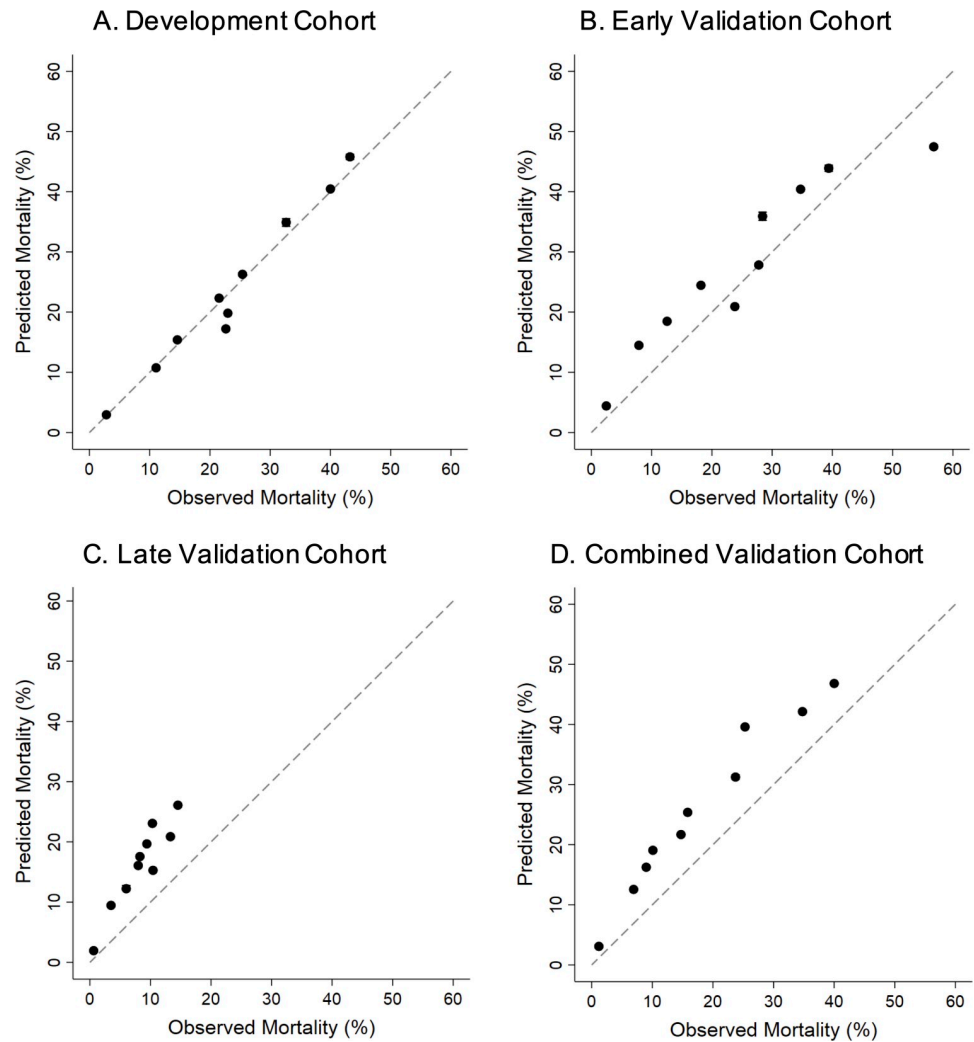 A. Development Cohort
60
50
40
30
20
10
0
Predicted Mortality (%)
0 10 20 30 40 50 60
Observed Mortality (%)
B. Early Validation Cohort
60
50
40
30
20
10
0
Predicted Mortality (%)
0 10 20 30 40 50 60
Observed Mortality (%)
C. Late Validation Cohort
60
50
40
30
20
10
0
Predicted Mortality (%)
0 10 20 30 40 50 60
Observed Mortality (%)
D. Combined Validation Cohort
60
50
40
30
20
10
0
Predicted Mortality (%)
0 10 20 30 40 50 60
Observed Mortality (%)